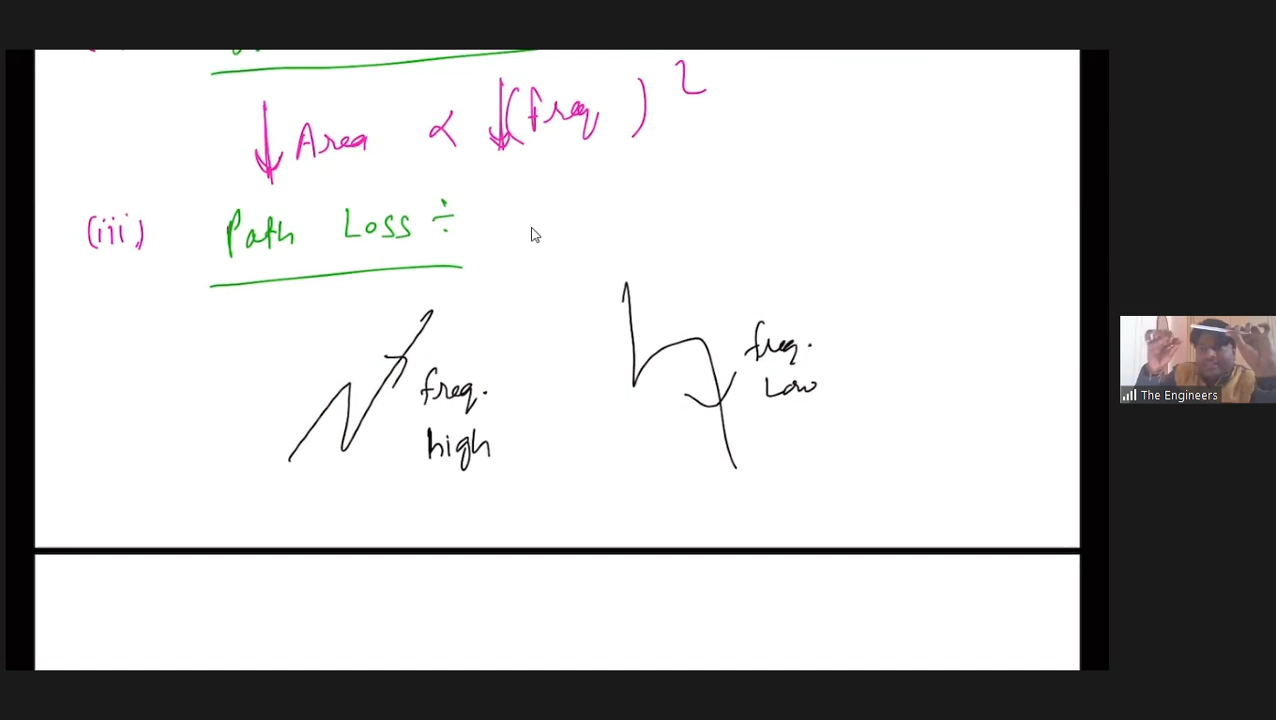 ↓ Area ∝ ↓(freq)²
(iii) Path Loss ÷
freq. high
freq. Low
The Engineers